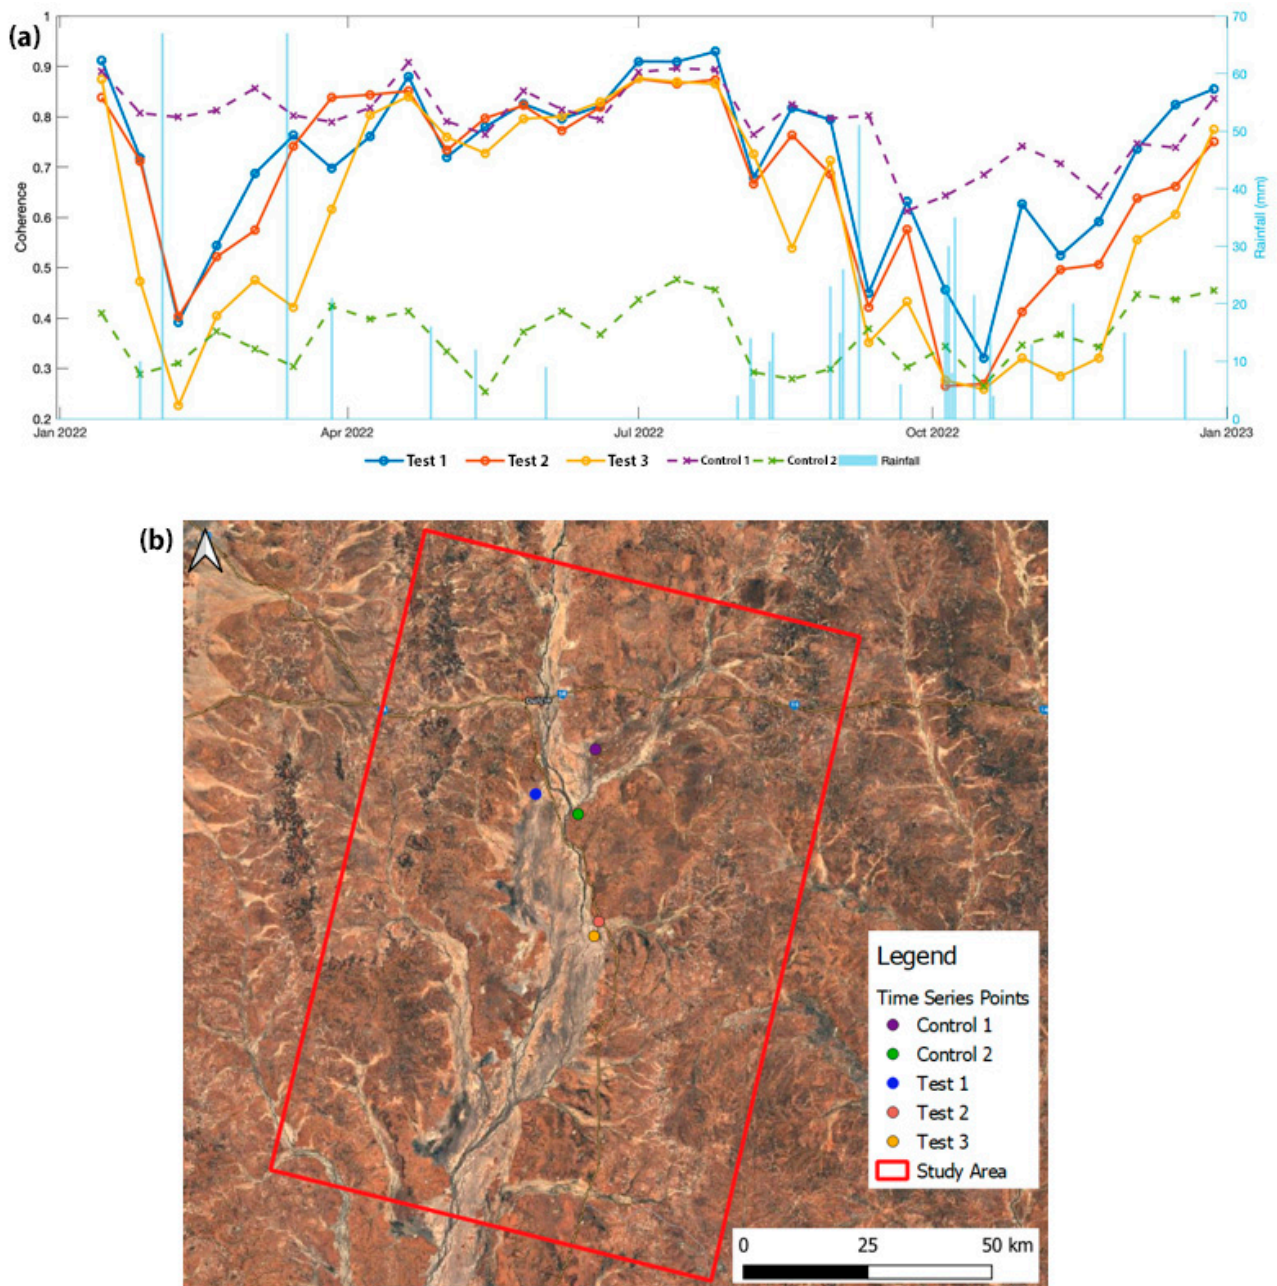 (a)
1
0.9
0.8
0.7
0.6
0.5
0.4
0.3
0.2
Coherence
70
60
50
40
30
20
10
0
Rainfall (mm)
Jan 2022 Apr 2022 Jul 2022 Oct 2022 Jan 2023
Test 1 Test 2 Test 3 Control 1 Control 2 Rainfall
(b)
Legend
Time Series Points
Control 1
Control 2
Test 1
Test 2
Test 3
Study Area
0 25 50 km